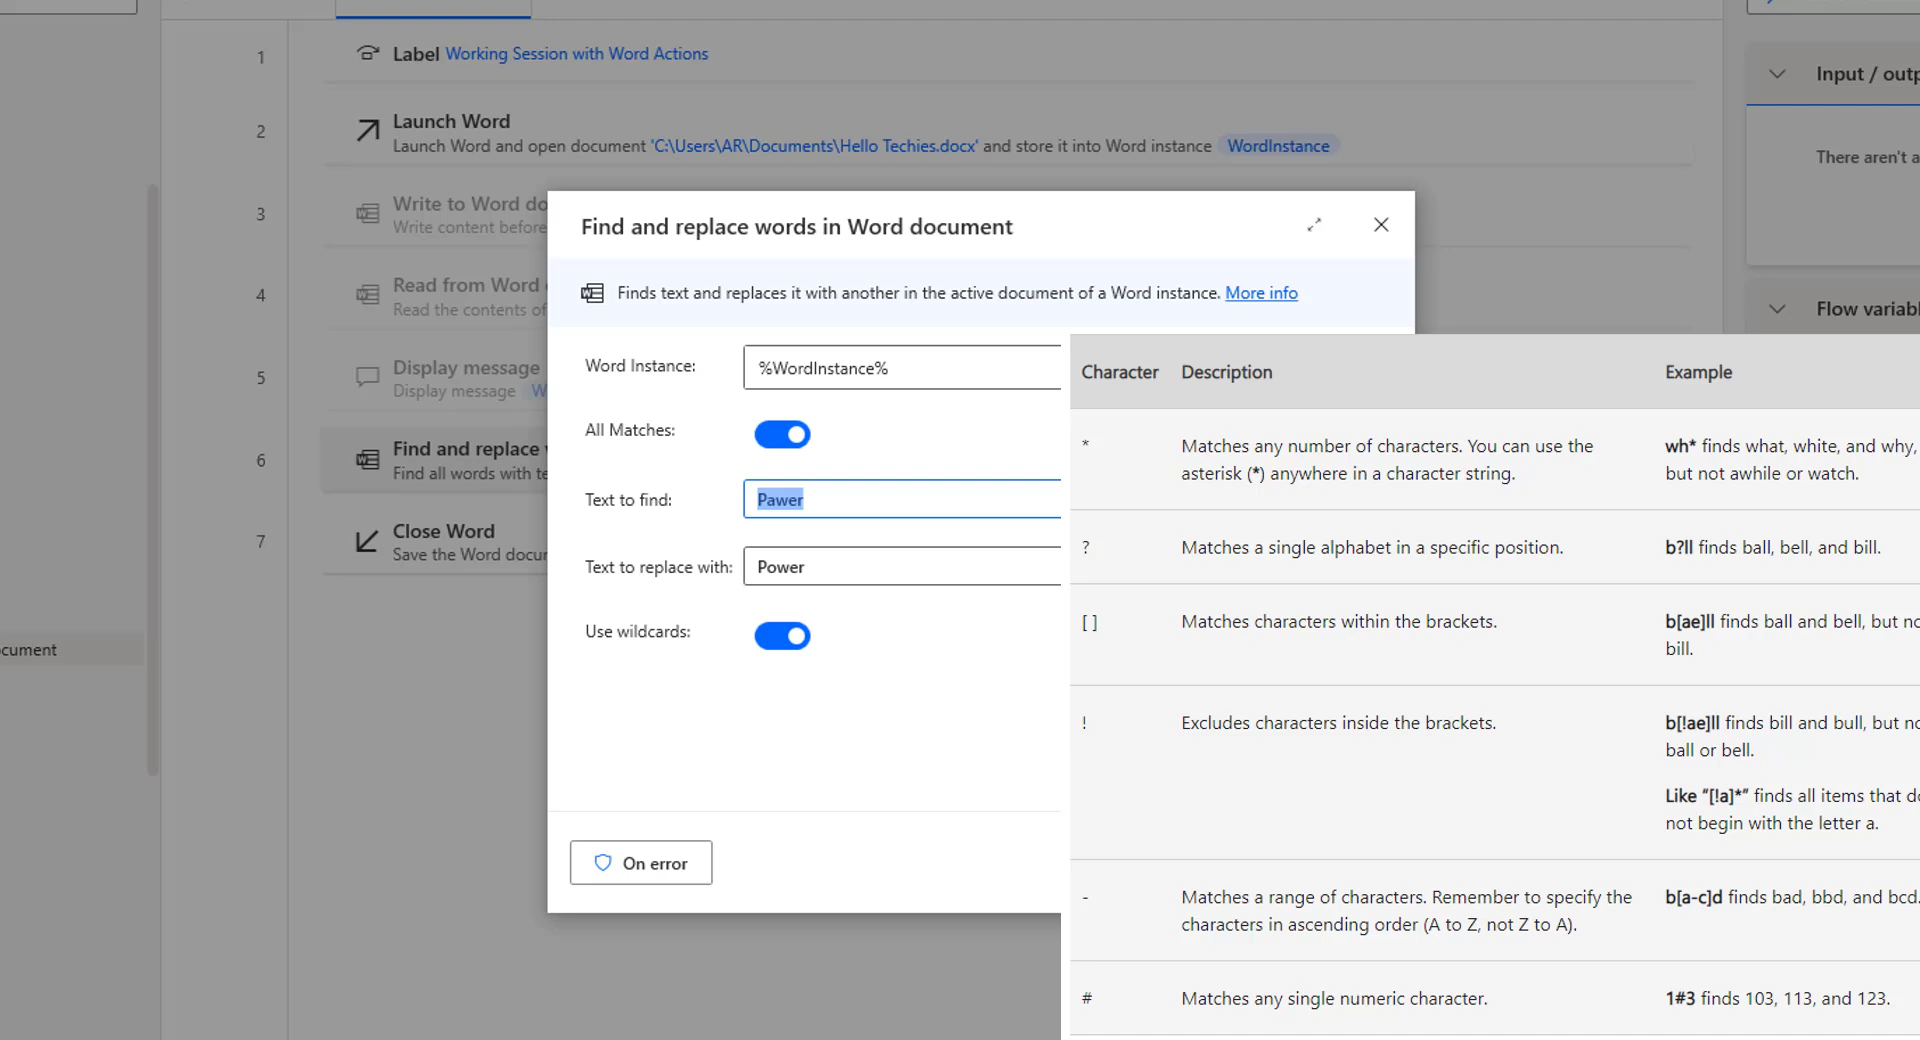 1
Label Working Session with Word Actions
2
Launch Word
Launch Word and open document 'C:\Users\AR\Documents\Hello Techies.docx' and store it into Word instance WordInstance
3
Write to Word do
Write content before
4
Read from Word
Read the contents of
5
Display message
Display message W
6
Find and replace
Find all words with te
7
Close Word
Save the Word docu
cument
Input / outp
There aren't a
Flow variabl
Find and replace words in Word document
Finds text and replaces it with another in the active document of a Word instance. More info
Word Instance: %WordInstance%
All Matches:
Text to find: Pawer
Text to replace with: Power
Use wildcards:
On error
Character Description Example
* Matches any number of characters. You can use the
asterisk (*) anywhere in a character string.
wh* finds what, white, and why,
but not awhile or watch.
? Matches a single alphabet in a specific position. b?ll finds ball, bell, and bill.
[ ] Matches characters within the brackets. b[ae]ll finds ball and bell, but no
bill.
! Excludes characters inside the brackets. b[!ae]ll finds bill and bull, but no
ball or bell.
Like “[!a]*” finds all items that do
not begin with the letter a.
- Matches a range of characters. Remember to specify the
characters in ascending order (A to Z, not Z to A).
b[a-c]d finds bad, bbd, and bcd.
# Matches any single numeric character. 1#3 finds 103, 113, and 123.